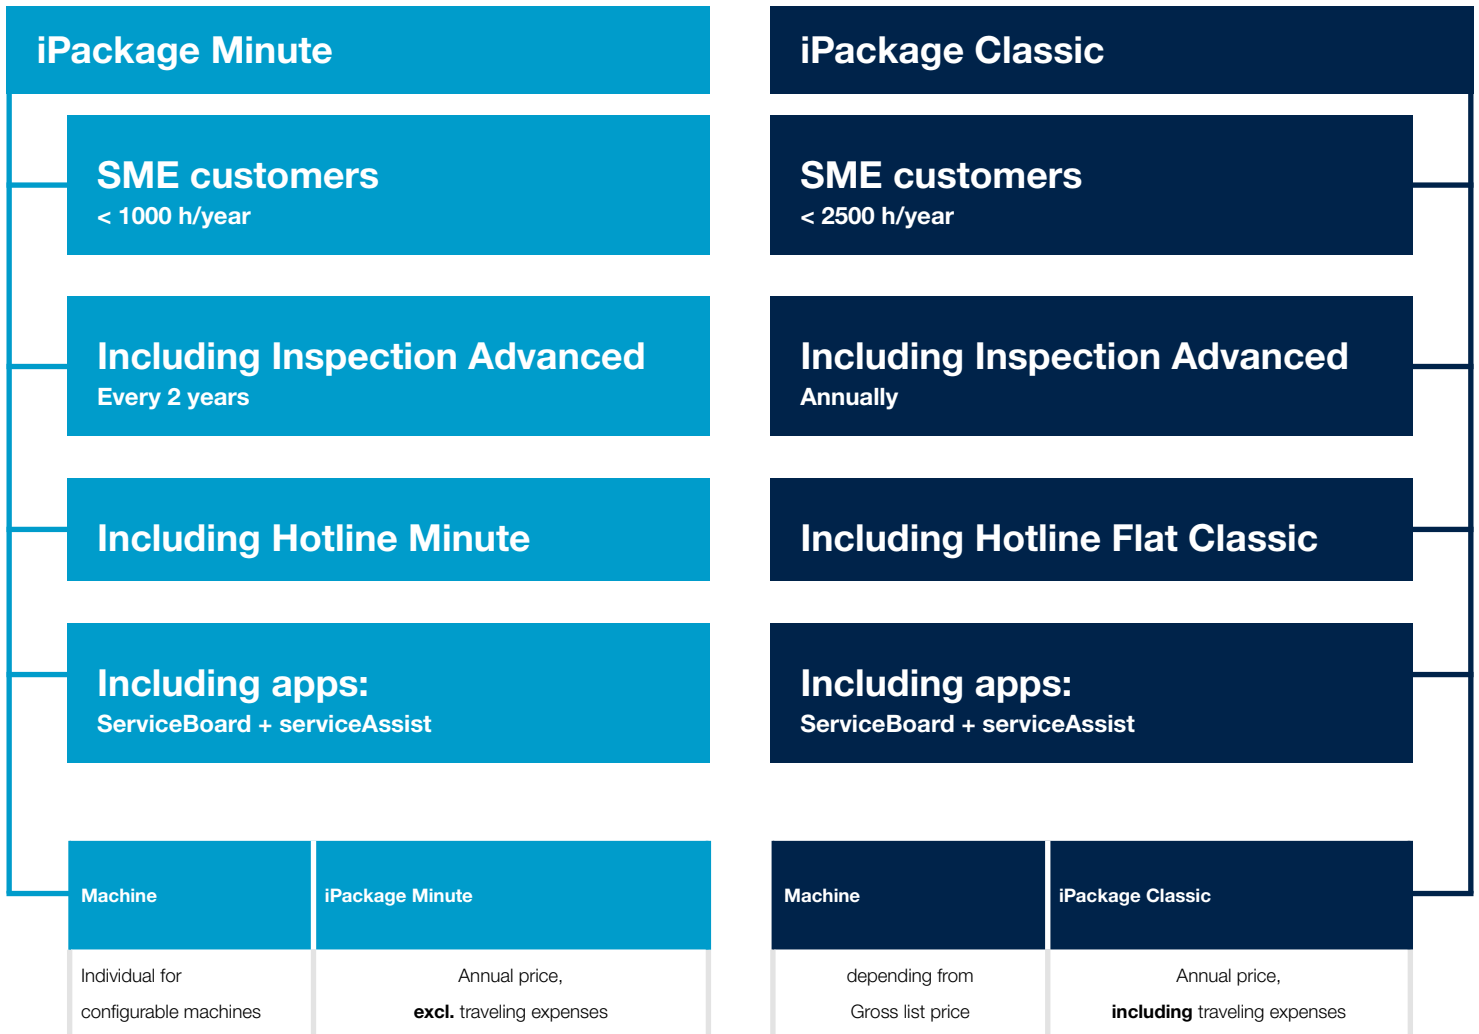 iPackage Minute
SME customers
< 1000 h/year
Including Inspection Advanced
Every 2 years
Including Hotline Minute
Including apps:
ServiceBoard + serviceAssist
Machine
iPackage Minute
Individual for
configurable machines
Annual price,
excl. traveling expenses
iPackage Classic
SME customers
< 2500 h/year
Including Inspection Advanced
Annually
Including Hotline Flat Classic
Including apps:
ServiceBoard + serviceAssist
Machine
iPackage Classic
depending from
Gross list price
Annual price,
including traveling expenses